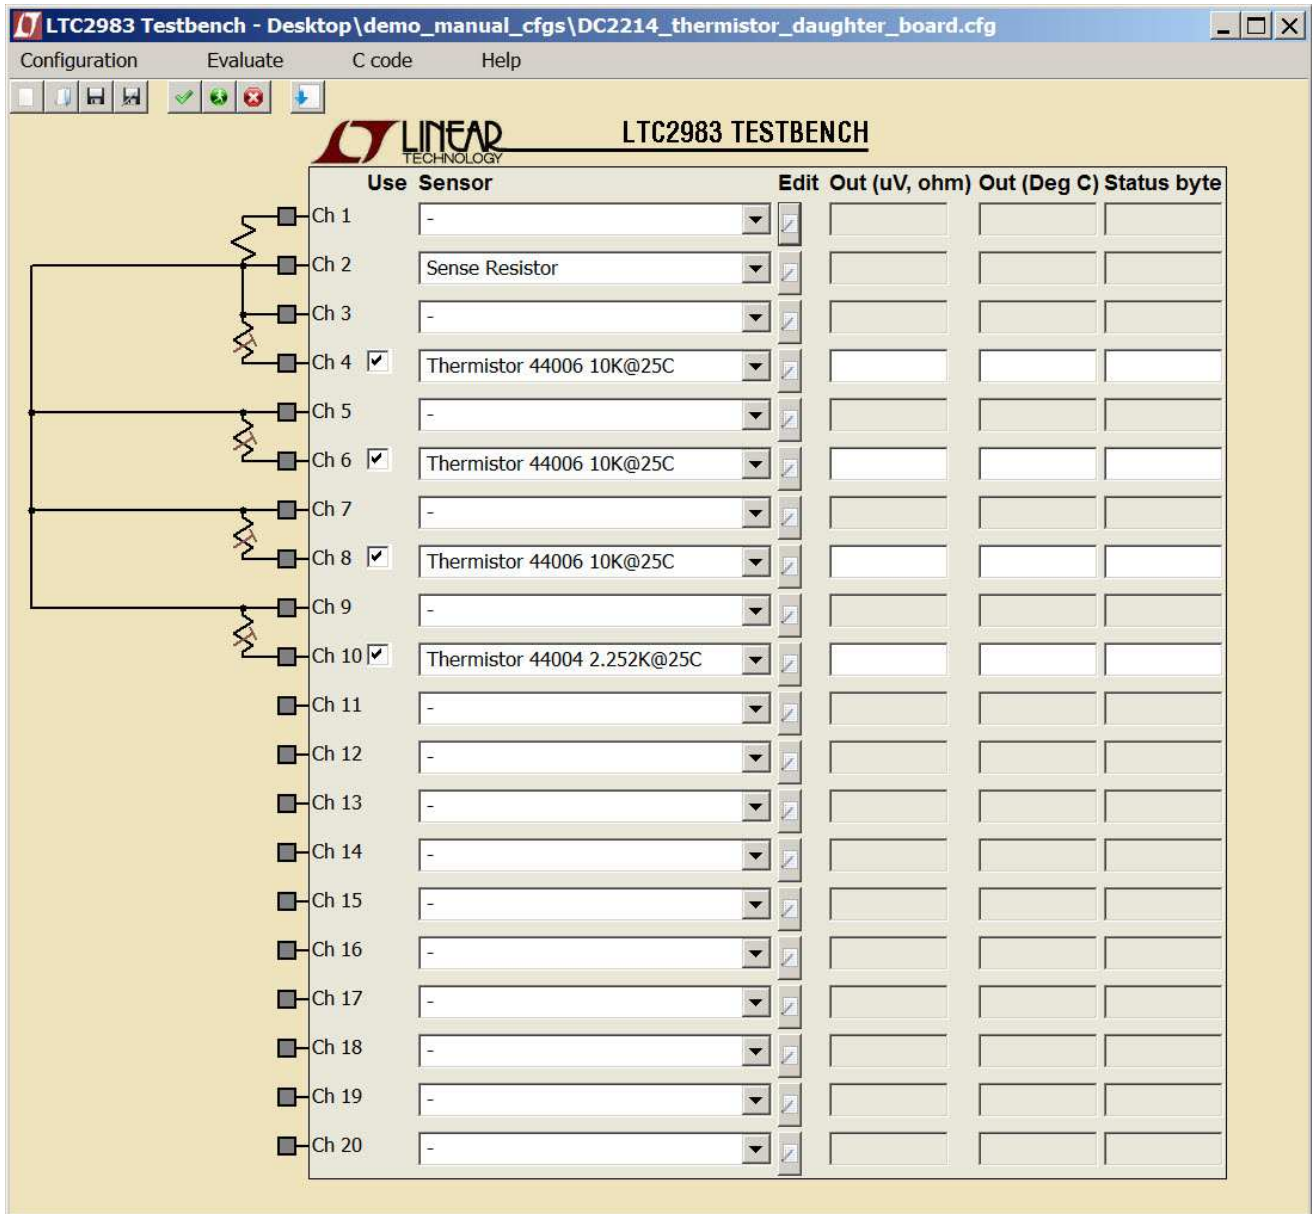 LTC2983 Testbench - Desktop\demo_manual_cfgs\DC2214_thermistor_daughter_board.cfg
Configuration Evaluate C code Help
LINEAR TECHNOLOGY
LTC2983 TESTBENCH
Use Sensor Edit Out (uV, ohm) Out (Deg C) Status byte
Ch 1 -
Ch 2 Sense Resistor
Ch 3 -
Ch 4 Thermistor 44006 10K@25C
Ch 5 -
Ch 6 Thermistor 44006 10K@25C
Ch 7 -
Ch 8 Thermistor 44006 10K@25C
Ch 9 -
Ch 10 Thermistor 44004 2.252K@25C
Ch 11 -
Ch 12 -
Ch 13 -
Ch 14 -
Ch 15 -
Ch 16 -
Ch 17 -
Ch 18 -
Ch 19 -
Ch 20 -